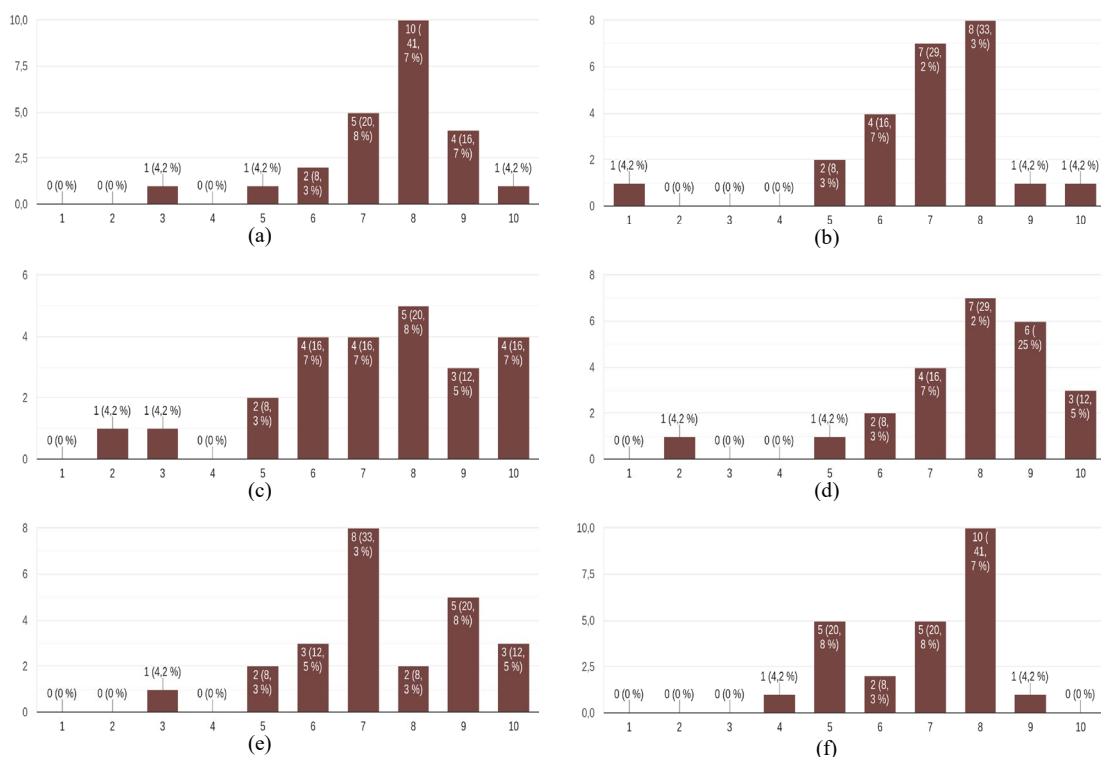 10,0
7,5
5,0
2,5
0,0
0 (0 %)
0 (0 %)
1 (4,2 %)
0 (0 %)
1 (4,2 %)
2 (8,
3 %)
5 (20,
8 %)
10 (
41,
7 %)
4 (16,
7 %)
1 (4,2 %)
1 2 3 4 5 6 7 8 9 10
(a)
8
6
4
2
0
1 (4,2 %)
0 (0 %)
0 (0 %)
0 (0 %)
2 (8,
3 %)
4 (16,
7 %)
7 (29,
2 %)
8 (33,
3 %)
1 (4,2 %)
1 (4,2 %)
1 2 3 4 5 6 7 8 9 10
(b)
6
4
2
0
0 (0 %)
1 (4,2 %)
1 (4,2 %)
0 (0 %)
2 (8,
3 %)
4 (16,
7 %)
4 (16,
7 %)
5 (20,
8 %)
3 (12,
5 %)
4 (16,
7 %)
1 2 3 4 5 6 7 8 9 10
(c)
8
6
4
2
0
0 (0 %)
1 (4,2 %)
0 (0 %)
0 (0 %)
1 (4,2 %)
2 (8,
3 %)
4 (16,
7 %)
7 (29,
2 %)
6 (
25 %)
3 (12,
5 %)
1 2 3 4 5 6 7 8 9 10
(d)
8
6
4
2
0
0 (0 %)
0 (0 %)
1 (4,2 %)
0 (0 %)
2 (8,
3 %)
3 (12,
5 %)
8 (33,
3 %)
2 (8,
3 %)
5 (20,
8 %)
3 (12,
5 %)
1 2 3 4 5 6 7 8 9 10
(e)
10,0
7,5
5,0
2,5
0,0
0 (0 %)
0 (0 %)
0 (0 %)
1 (4,2 %)
5 (20,
8 %)
2 (8,
3 %)
5 (20,
8 %)
10 (
41,
7 %)
1 (4,2 %)
0 (0 %)
1 2 3 4 5 6 7 8 9 10
(f)